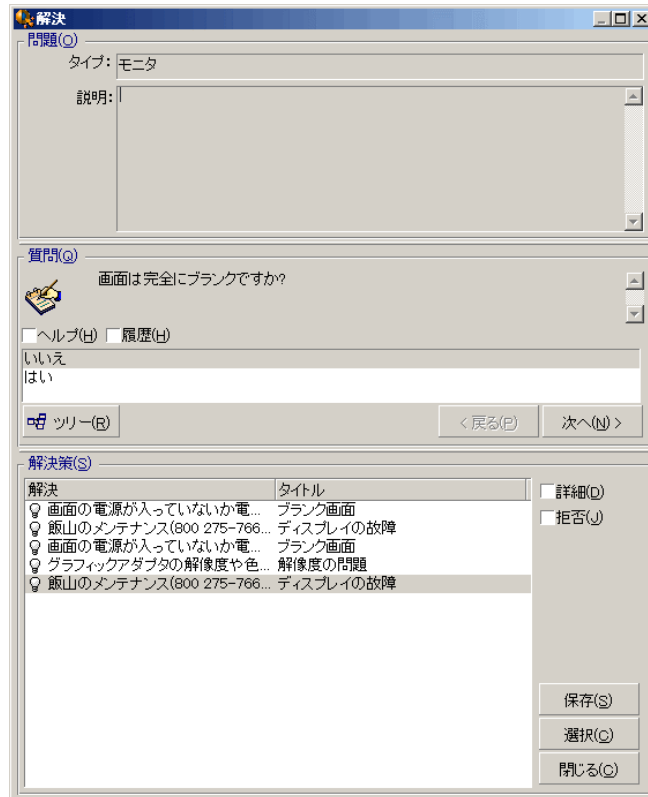 解決
問題(O)
タイプ: モニタ
説明:
質問(Q)
画面は完全にブランクですか?
ヘルプ(H) 履歴(H)
いいえ
はい
ツリー(R) < 戻る(P) 次へ(N) >
解決策(S)
解決 タイトル
画面の電源が入っていないか電... ブランク画面
飯山のメンテナンス(800 275-766... ディスプレイの故障
画面の電源が入っていないか電... ブランク画面
グラフィックアダプタの解像度や色... 解像度の問題
飯山のメンテナンス(800 275-766... ディスプレイの故障
詳細(D)
拒否(J)
保存(S)
選択(C)
閉じる(C)